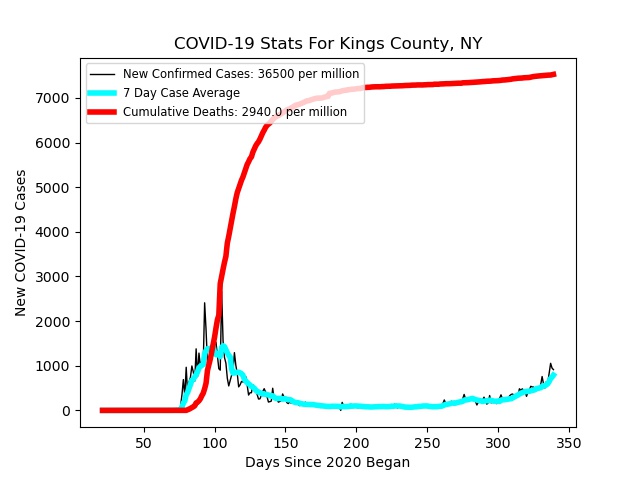 COVID-19 Stats For Kings County, NY
New Confirmed Cases: 36500 per million
7 Day Case Average
Cumulative Deaths: 2940.0 per million
New COVID-19 Cases
7000
6000
5000
4000
3000
2000
1000
0
50 100 150 200 250 300 350
Days Since 2020 Began